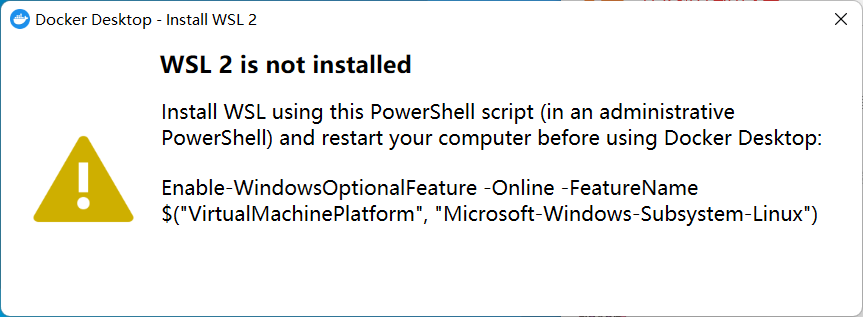 Docker Desktop - Install WSL 2
WSL 2 is not installed
Install WSL using this PowerShell script (in an administrative
PowerShell) and restart your computer before using Docker Desktop:
Enable-WindowsOptionalFeature -Online -FeatureName
$("VirtualMachinePlatform", "Microsoft-Windows-Subsystem-Linux")